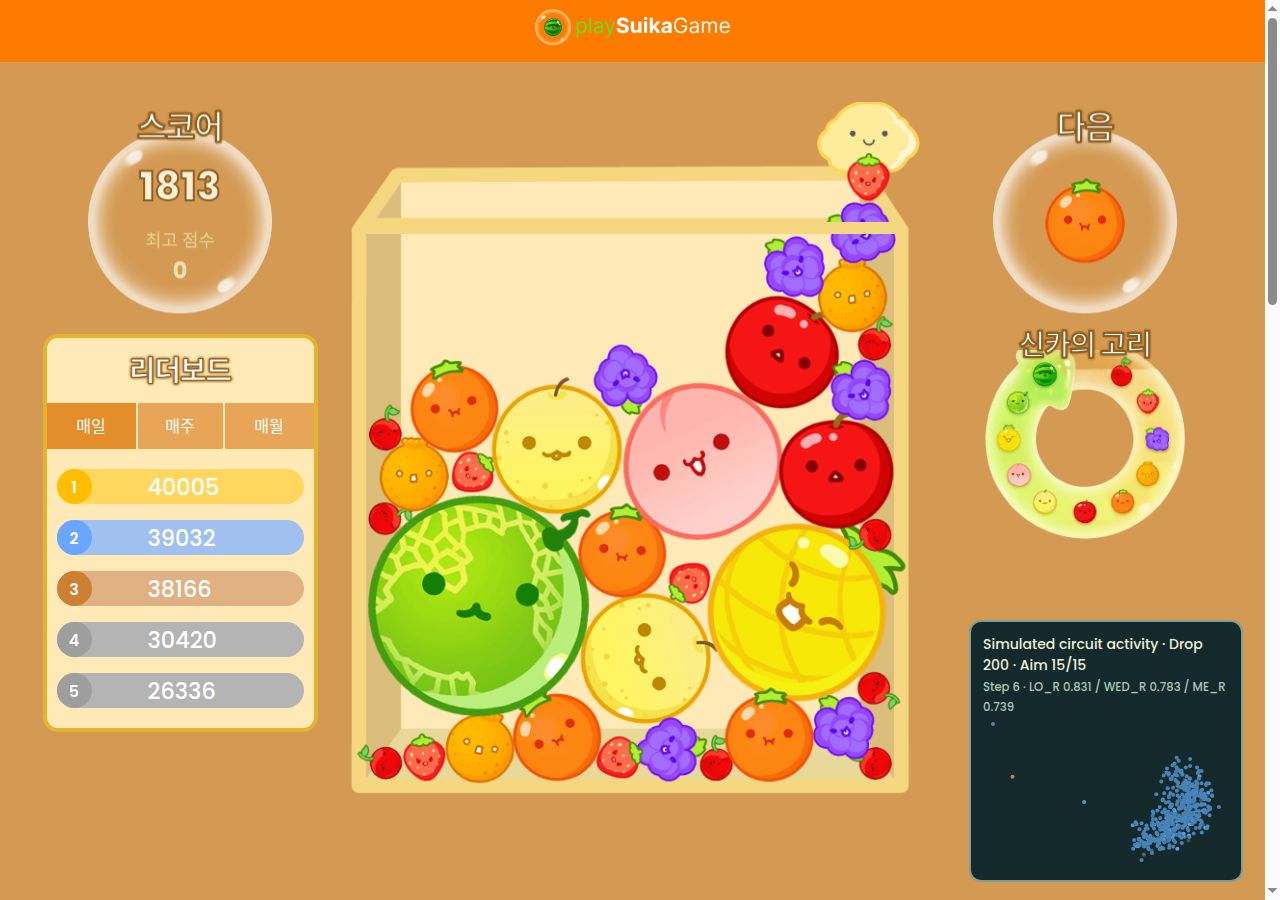 playSuikaGame
스코어
1813
최고 점수
0
다음
리더보드
매일
매주
매월
1
40005
2
39032
3
38166
4
30420
5
26336
신카의 고리
Simulated circuit activity · Drop
200 · Aim 15/15
Step 6 · LO_R 0.831 / WED_R 0.783 / ME_R
0.739